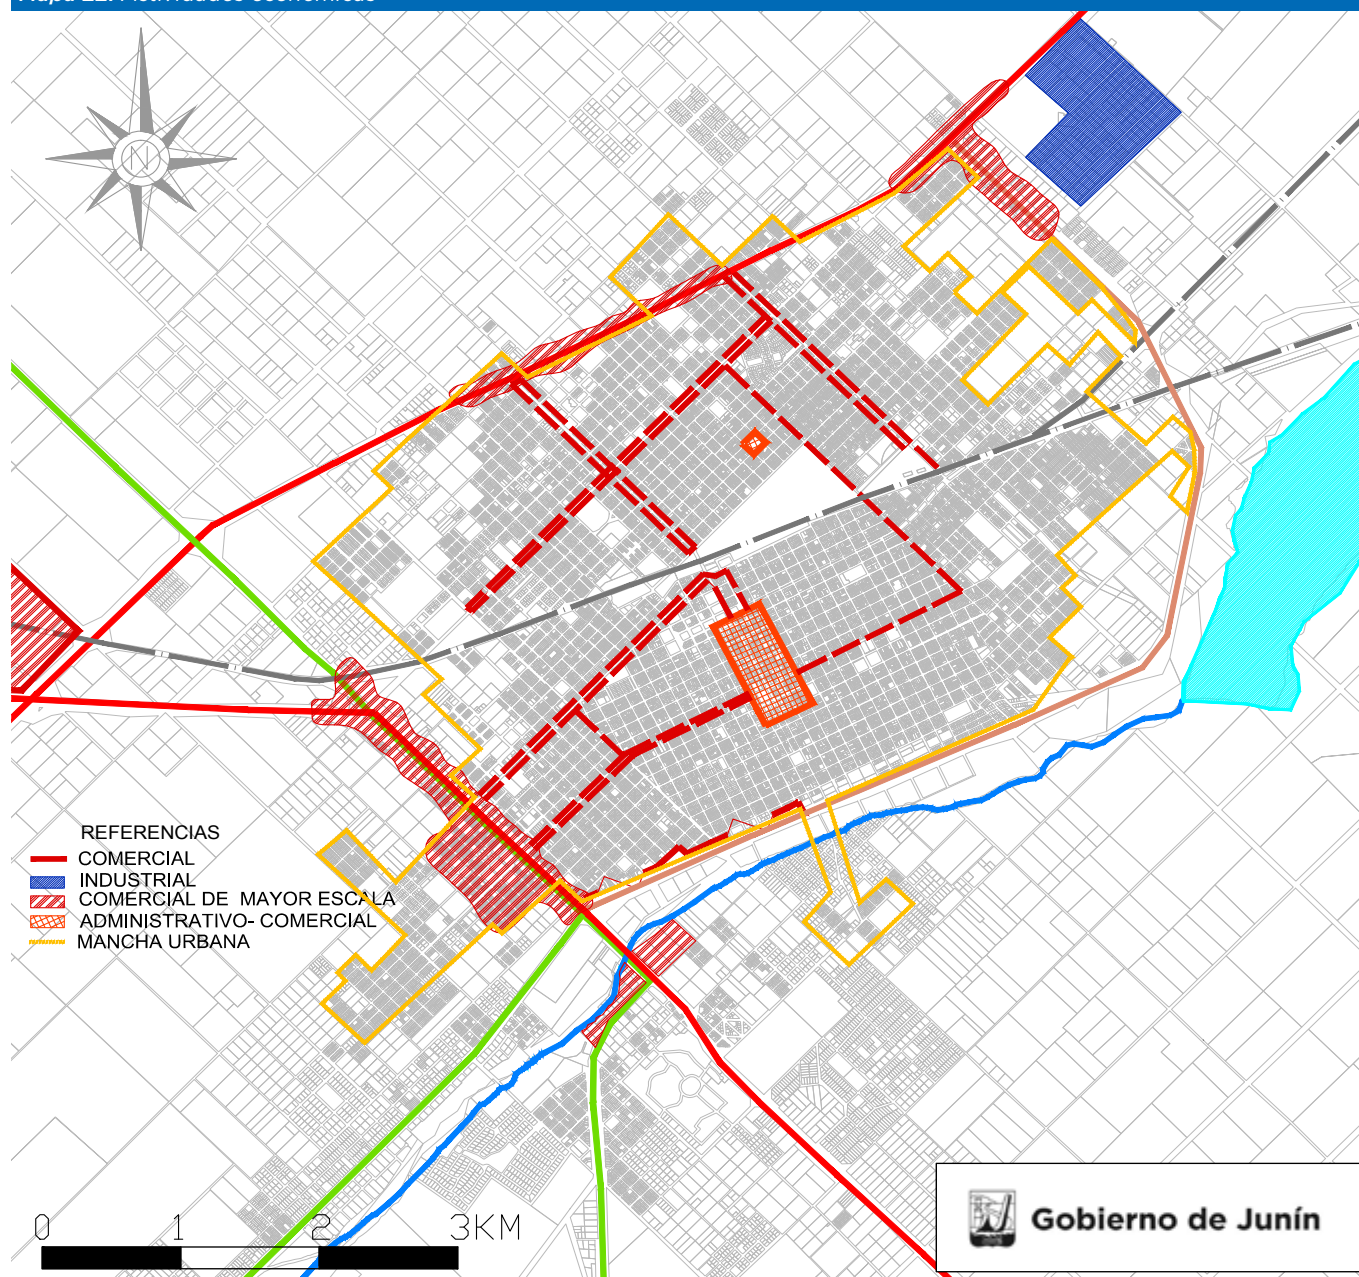 N
REFERENCIAS
COMERCIAL
INDUSTRIAL
COMERCIAL DE MAYOR ESCALA
ADMINISTRATIVO- COMERCIAL
MANCHA URBANA
0 1 2 3KM
Gobierno de Junín